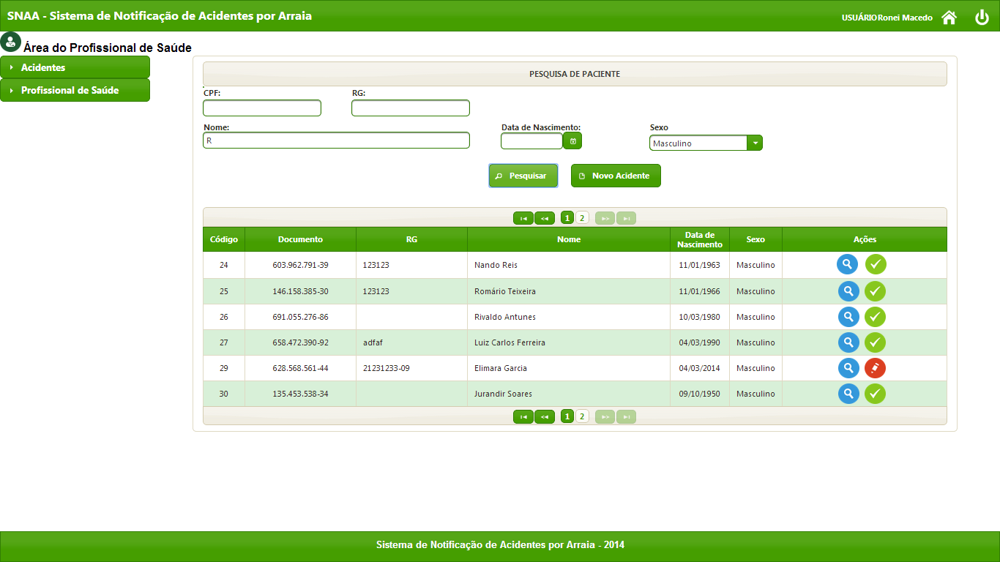 SNAA - Sistema de Notificação de Acidentes por Arraia
USUÁRIORonei Macedo
Área do Profissional de Saúde
Acidentes
Profissional de Saúde
PESQUISA DE PACIENTE
CPF: RG:
Nome: Data de Nascimento: Sexo
R Masculino
Pesquisar Novo Acidente
1 2
Código Documento RG Nome Data de Nascimento Sexo Ações
24 603.962.791-39 123123 Nando Reis 11/01/1963 Masculino
25 146.158.385-30 123123 Romário Teixeira 11/01/1966 Masculino
26 691.055.276-86 Rivaldo Antunes 10/03/1980 Masculino
27 658.472.390-92 adfaf Luiz Carlos Ferreira 04/03/1990 Masculino
29 628.568.561-44 21231233-09 Elimara Garcia 04/03/2014 Masculino
30 135.453.538-34 Jurandir Soares 09/10/1950 Masculino
1 2
Sistema de Notificação de Acidentes por Arraia - 2014